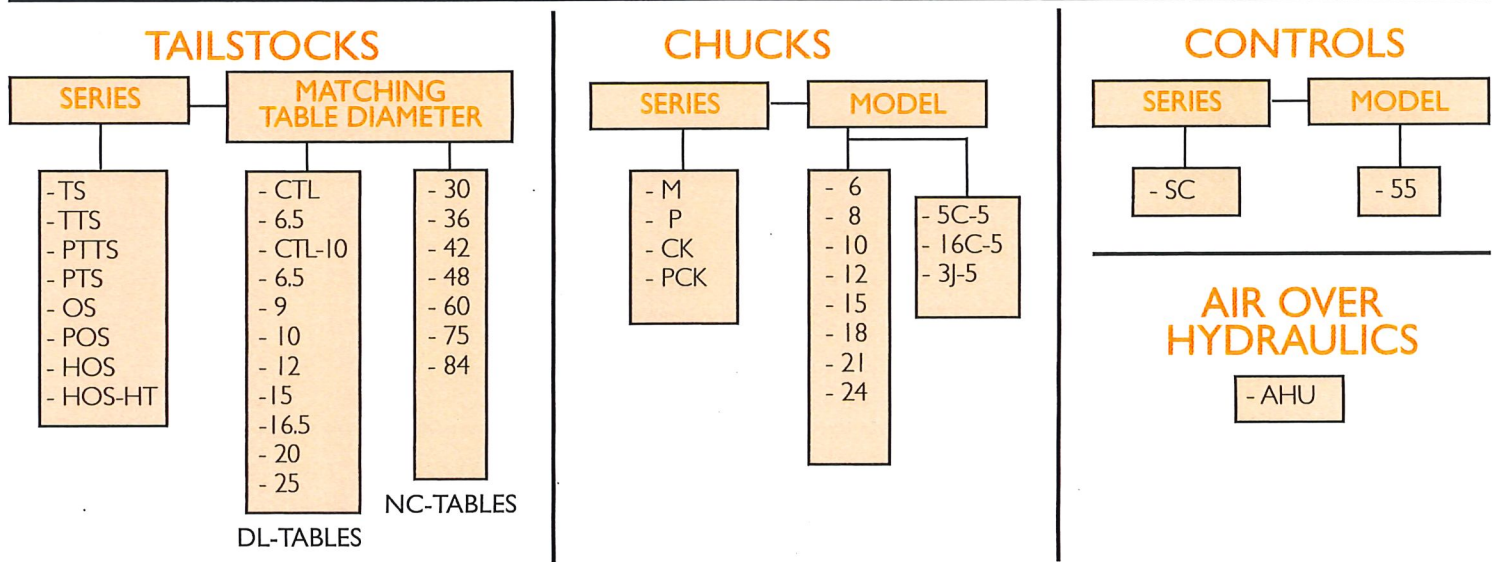 TAILSTOCKS
SERIES
MATCHING
TABLE DIAMETER
- TS
- TTS
- PTTS
- PTS
- OS
- POS
- HOS
- HOS-HT
- CTL
- 6.5
- CTL-10
- 6.5
- 9
- 10
- 12
-15
-16.5
- 20
- 25
DL-TABLES
- 30
- 36
- 42
- 48
- 60
- 75
- 84
NC-TABLES
CHUCKS
SERIES
MODEL
- M
- P
- CK
- PCK
- 6
- 8
- 10
- 12
- 15
- 18
- 21
- 24
- 5C-5
- 16C-5
- 3J-5
CONTROLS
SERIES
MODEL
- SC
- 55
AIR OVER
HYDRAULICS
- AHU